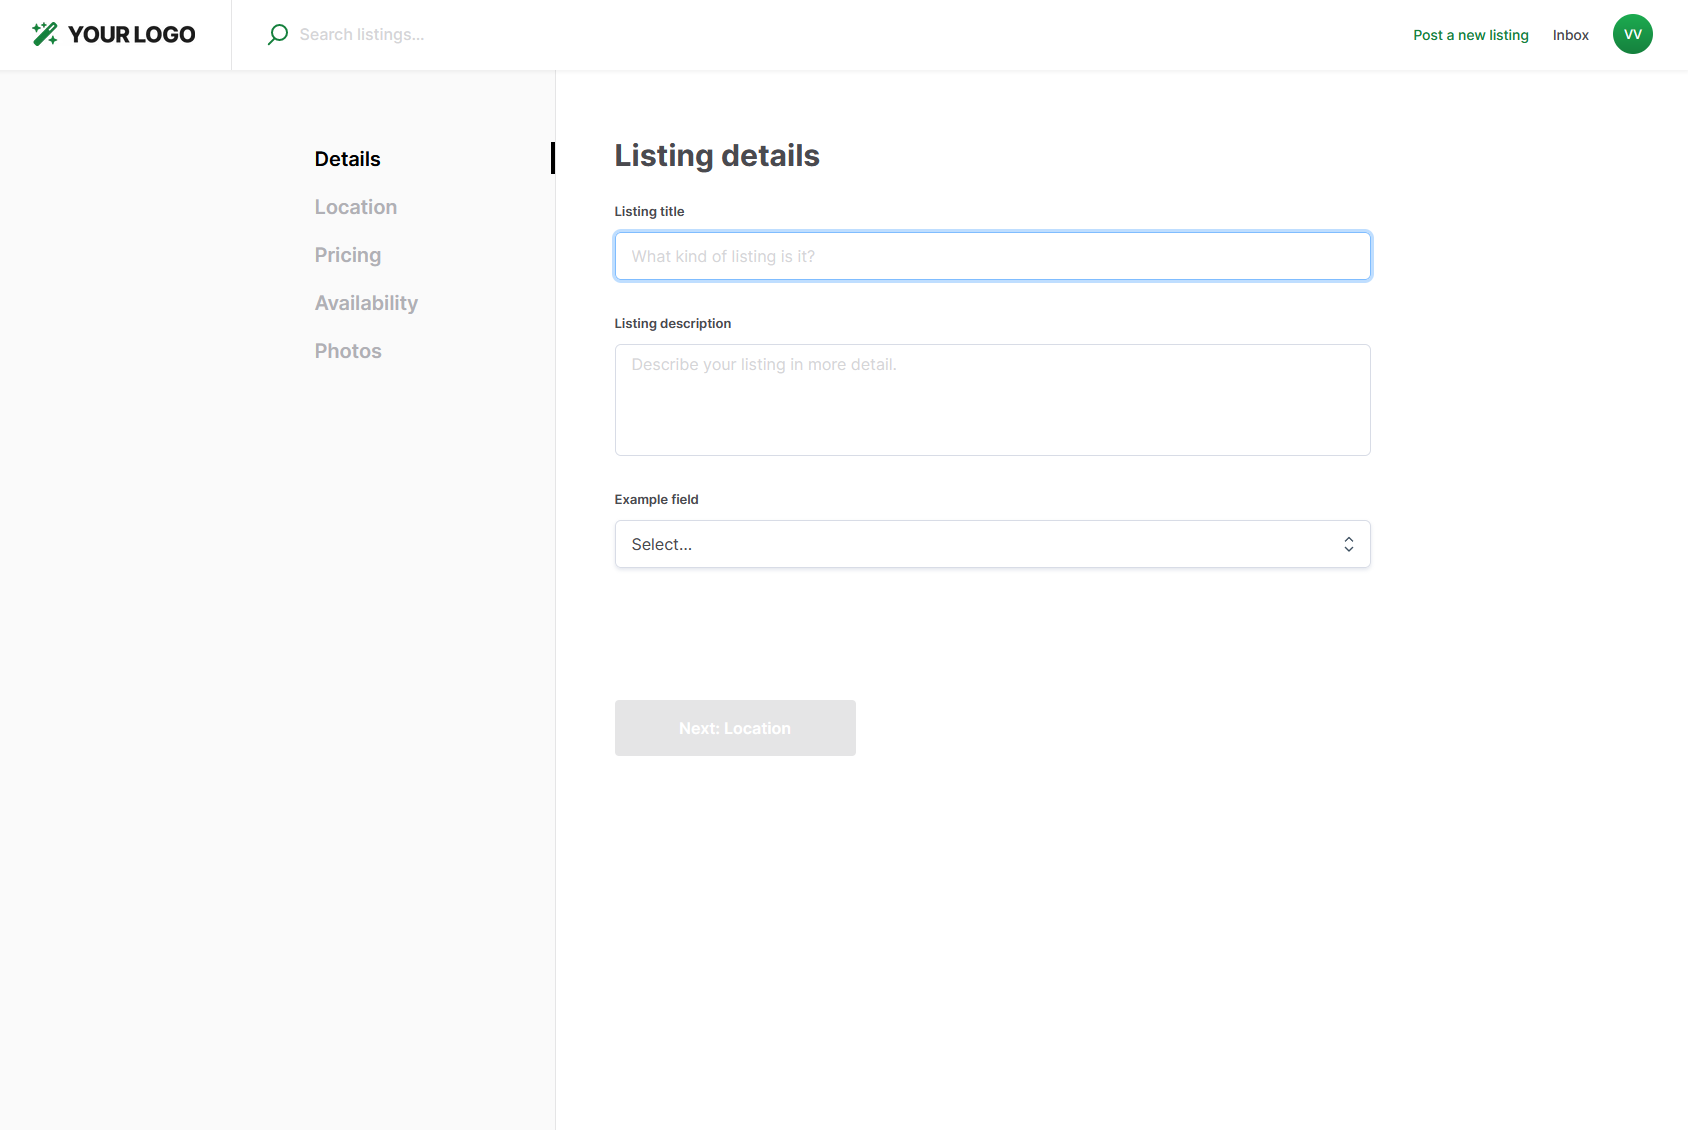 YOUR LOGO
Search listings...
Post a new listing
Inbox
VV
Details
Location
Pricing
Availability
Photos
Listing details
Listing title
What kind of listing is it?
Listing description
Describe your listing in more detail.
Example field
Select...
Next: Location